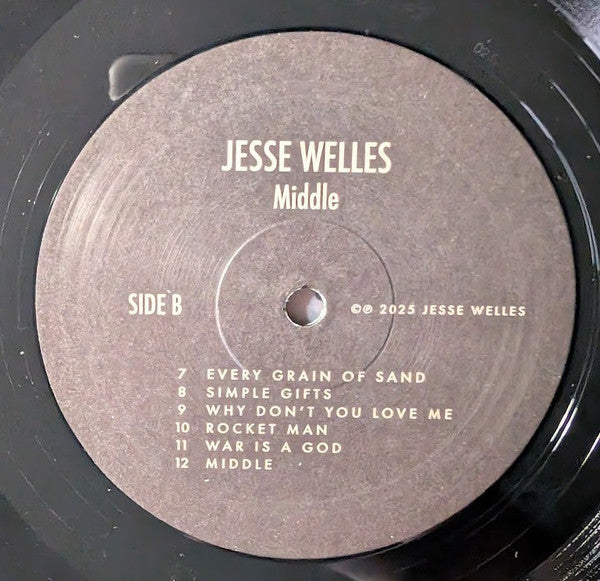 JESSE WELLES
Middle
SIDE B
©℗ 2025 JESSE WELLES
7 EVERY GRAIN OF SAND
8 SIMPLE GIFTS
9 WHY DON'T YOU LOVE ME
10 ROCKET MAN
11 WAR IS A GOD
12 MIDDLE